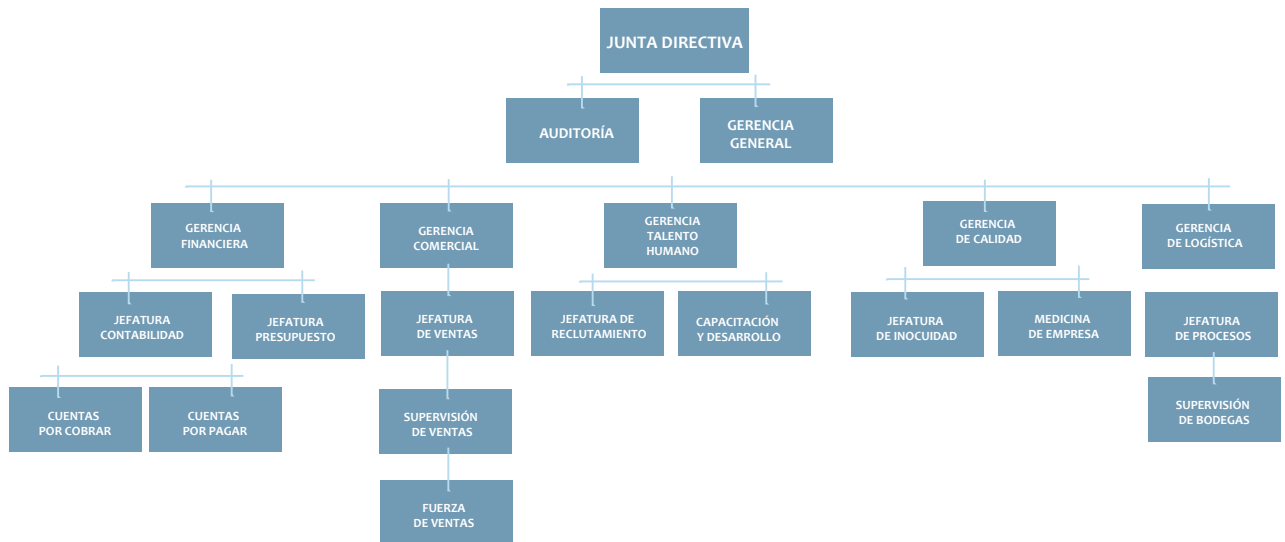 JUNTA DIRECTIVA
AUDITORÍA
GERENCIA
GENERAL
GERENCIA
FINANCIERA
GERENCIA
COMERCIAL
GERENCIA
TALENTO
HUMANO
GERENCIA
DE CALIDAD
GERENCIA
DE LOGÍSTICA
JEFATURA
CONTABILIDAD
JEFATURA
PRESUPUESTO
JEFATURA
DE VENTAS
JEFATURA DE
RECLUTAMIENTO
CAPACITACIÓN
Y DESARROLLO
JEFATURA
DE INOCUIDAD
MEDICINA
DE EMPRESA
JEFATURA
DE PROCESOS
CUENTAS
POR COBRAR
CUENTAS
POR PAGAR
SUPERVISIÓN
DE VENTAS
SUPERVISIÓN
DE BODEGAS
FUERZA
DE VENTAS